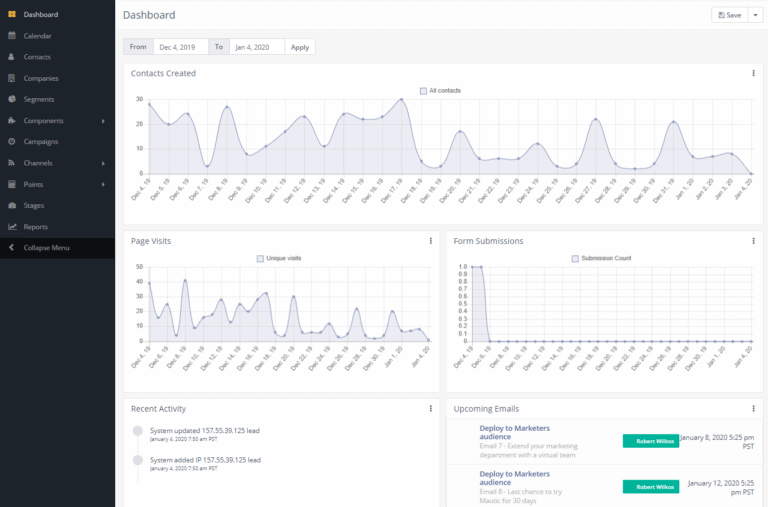 Dashboard
Calendar
Contacts
Companies
Segments
Components
Campaigns
Channels
Points
Stages
Reports
Collapse Menu
Dashboard
Save
From Dec 4, 2019 To Jan 4, 2020 Apply
Contacts Created
All contacts
30
20
10
0
Dec 4, 19 Dec 5, 19 Dec 6, 19 Dec 7, 19 Dec 8, 19 Dec 9, 19 Dec 10, 19 Dec 11, 19 Dec 12, 19 Dec 13, 19 Dec 14, 19 Dec 15, 19 Dec 16, 19 Dec 17, 19 Dec 18, 19 Dec 19, 19 Dec 20, 19 Dec 21, 19 Dec 22, 19 Dec 23, 19 Dec 24, 19 Dec 25, 19 Dec 26, 19 Dec 27, 19 Dec 28, 19 Dec 29, 19 Dec 30, 19 Dec 31, 19 Jan 1, 20 Jan 2, 20 Jan 3, 20 Jan 4, 20
Page Visits
Unique visits
50
40
30
20
10
0
Dec 4, 19 Dec 6, 19 Dec 8, 19 Dec 10, 19 Dec 12, 19 Dec 14, 19 Dec 16, 19 Dec 18, 19 Dec 20, 19 Dec 22, 19 Dec 24, 19 Dec 26, 19 Dec 28, 19 Dec 30, 19 Jan 1, 20 Jan 4, 20
Form Submissions
Submission Count
1.0
0.9
0.8
0.7
0.6
0.5
0.4
0.3
0.2
0.1
0
Dec 4, 19 Dec 6, 19 Dec 8, 19 Dec 10, 19 Dec 12, 19 Dec 14, 19 Dec 16, 19 Dec 18, 19 Dec 20, 19 Dec 22, 19 Dec 24, 19 Dec 26, 19 Dec 28, 19 Dec 30, 19 Jan 1, 20 Jan 4, 20
Recent Activity
System updated 157.55.39.125 lead
January 4, 2020 7:50 am PST
System added IP 157.55.39.125 lead
January 4, 2020 7:50 am PST
Upcoming Emails
Deploy to Marketers
audience
Email 7 - Extend your marketing
department with a virtual team
Robert Wilkos
January 8, 2020 5:25 pm
PST
Deploy to Marketers
audience
Email 8 - Last chance to try
Mautic for 30 days
Robert Wilkos
January 12, 2020 5:25
pm PST